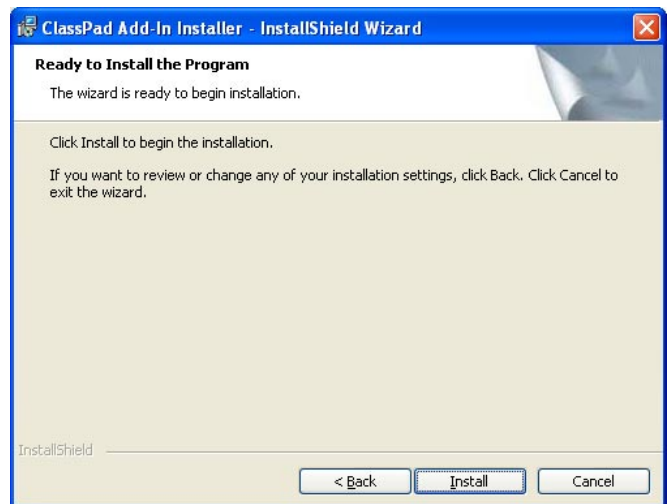 ClassPad Add-In Installer - InstallShield Wizard
Ready to Install the Program
The wizard is ready to begin installation.
Click Install to begin the installation.
If you want to review or change any of your installation settings, click Back. Click Cancel to
exit the wizard.
InstallShield
< Back Install Cancel